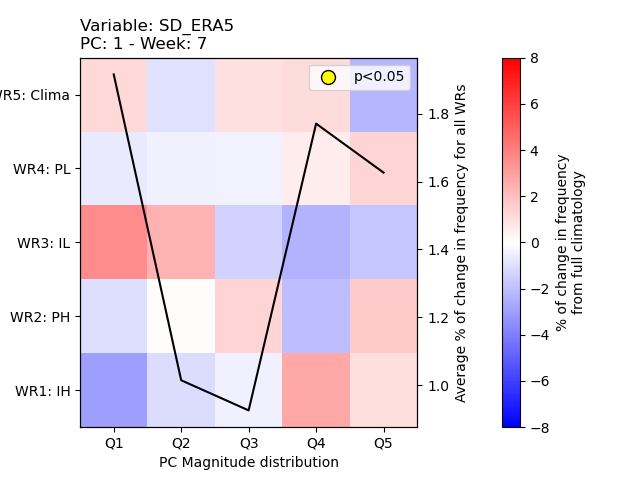 Variable: SD_ERA5
PC: 1 - Week: 7
p<0.05
WR5: Clima
WR4: PL
WR3: IL
WR2: PH
WR1: IH
Q1 Q2 Q3 Q4 Q5
PC Magnitude distribution
1.8
1.6
1.4
1.2
1.0
Average % of change in frequency for all WRs
8
6
4
2
0
−2
−4
−6
−8
% of change in frequency
from full climatology